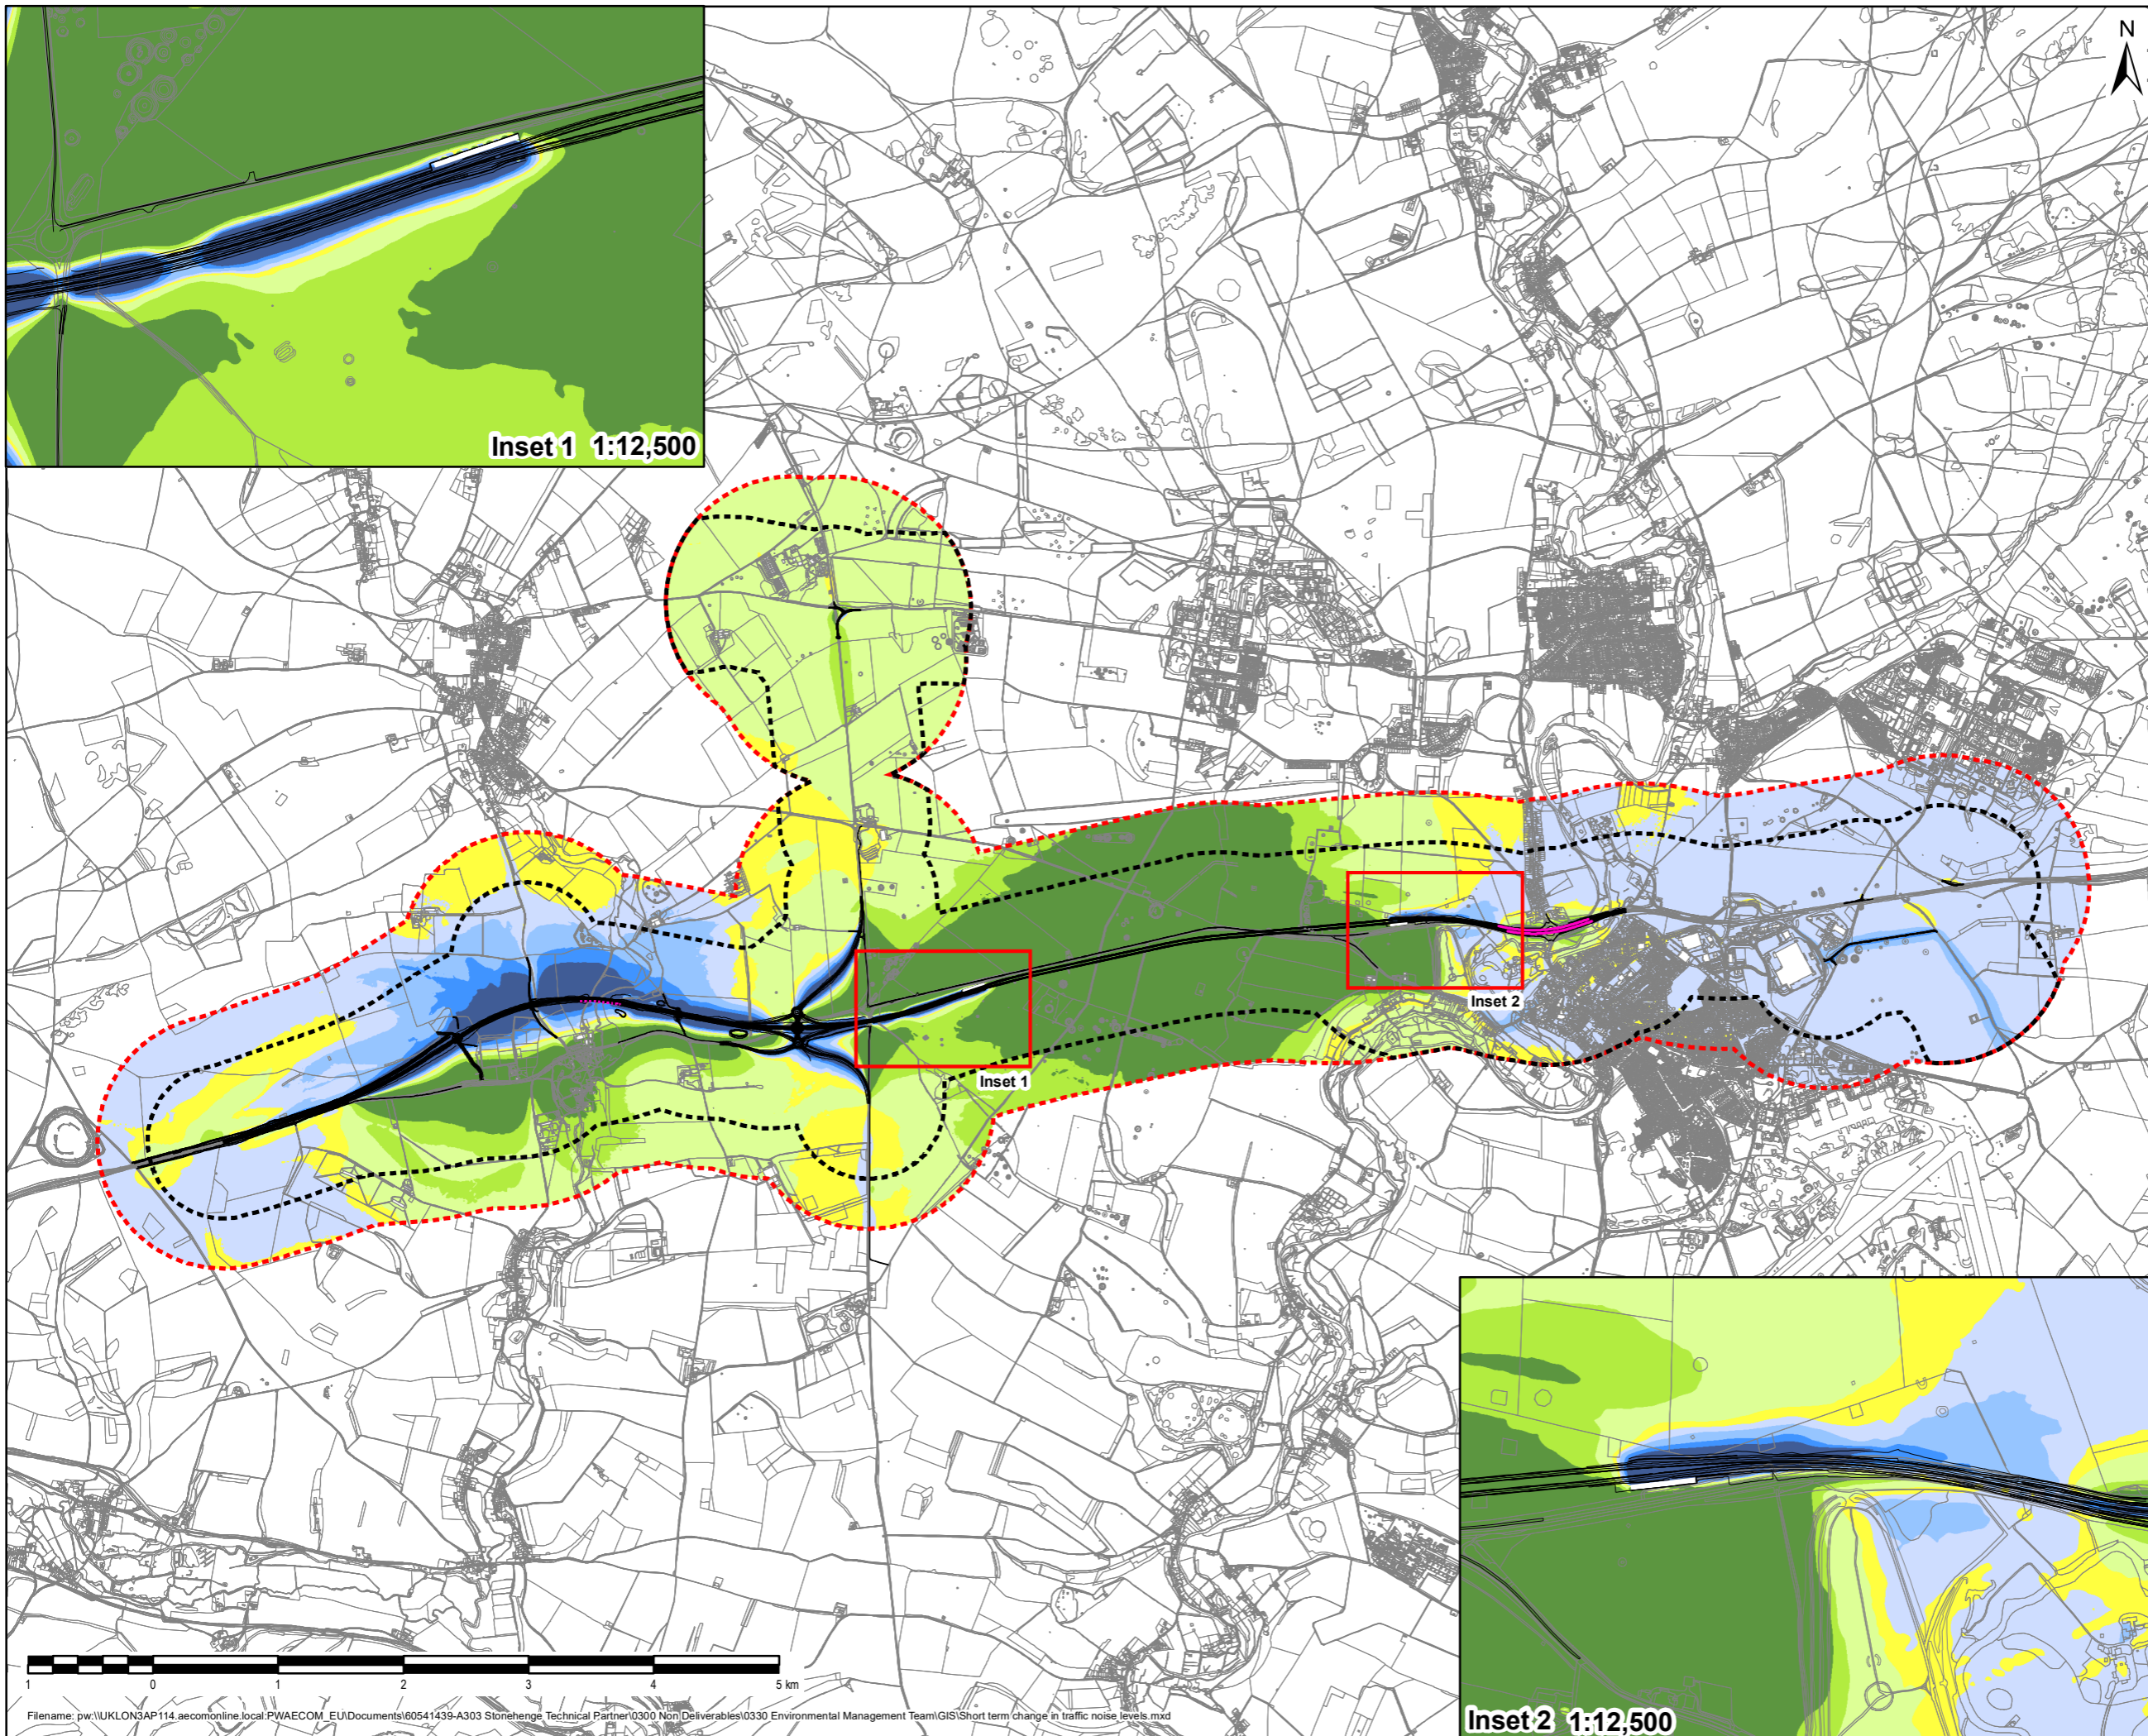 N
Inset 1 1:12,500
Inset 2
Inset 1
1 0 1 2 3 4 5 km
Filename: pw:\\UKLON3AP114.aecomonline.local:PWAECOM_EU\Documents\60541439-A303 Stonehenge Technical Partner\0300 Non Deliverables\0330 Environmental Management Team\GIS\Short term change in traffic noise levels.mxd
Inset 2 1:12,500